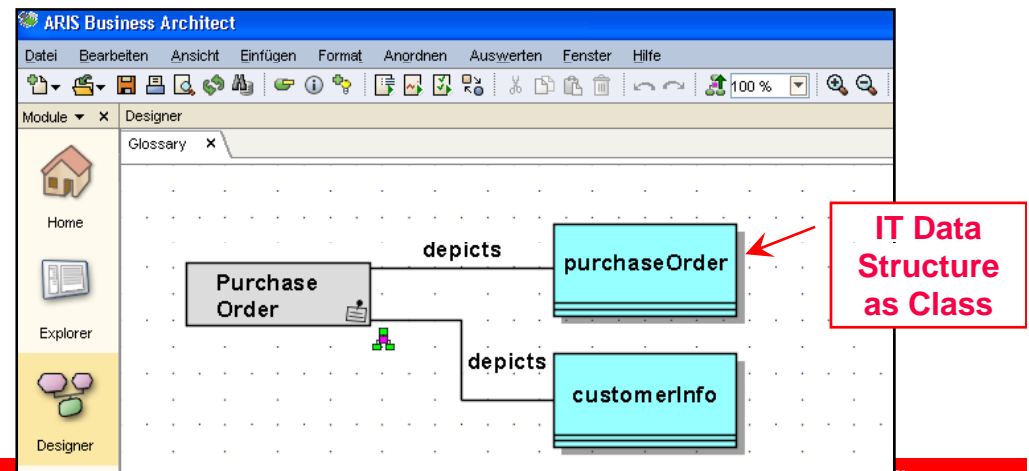 ARIS Business Architect
Datei Bearbeiten Ansicht Einfügen Format Anordnen Auswerten Fenster Hilfe
100 %
Module Designer
Glossary
Home
Explorer
Designer
Purchase
Order
depicts
purchaseOrder
depicts
customerInfo
IT Data
Structure
as Class